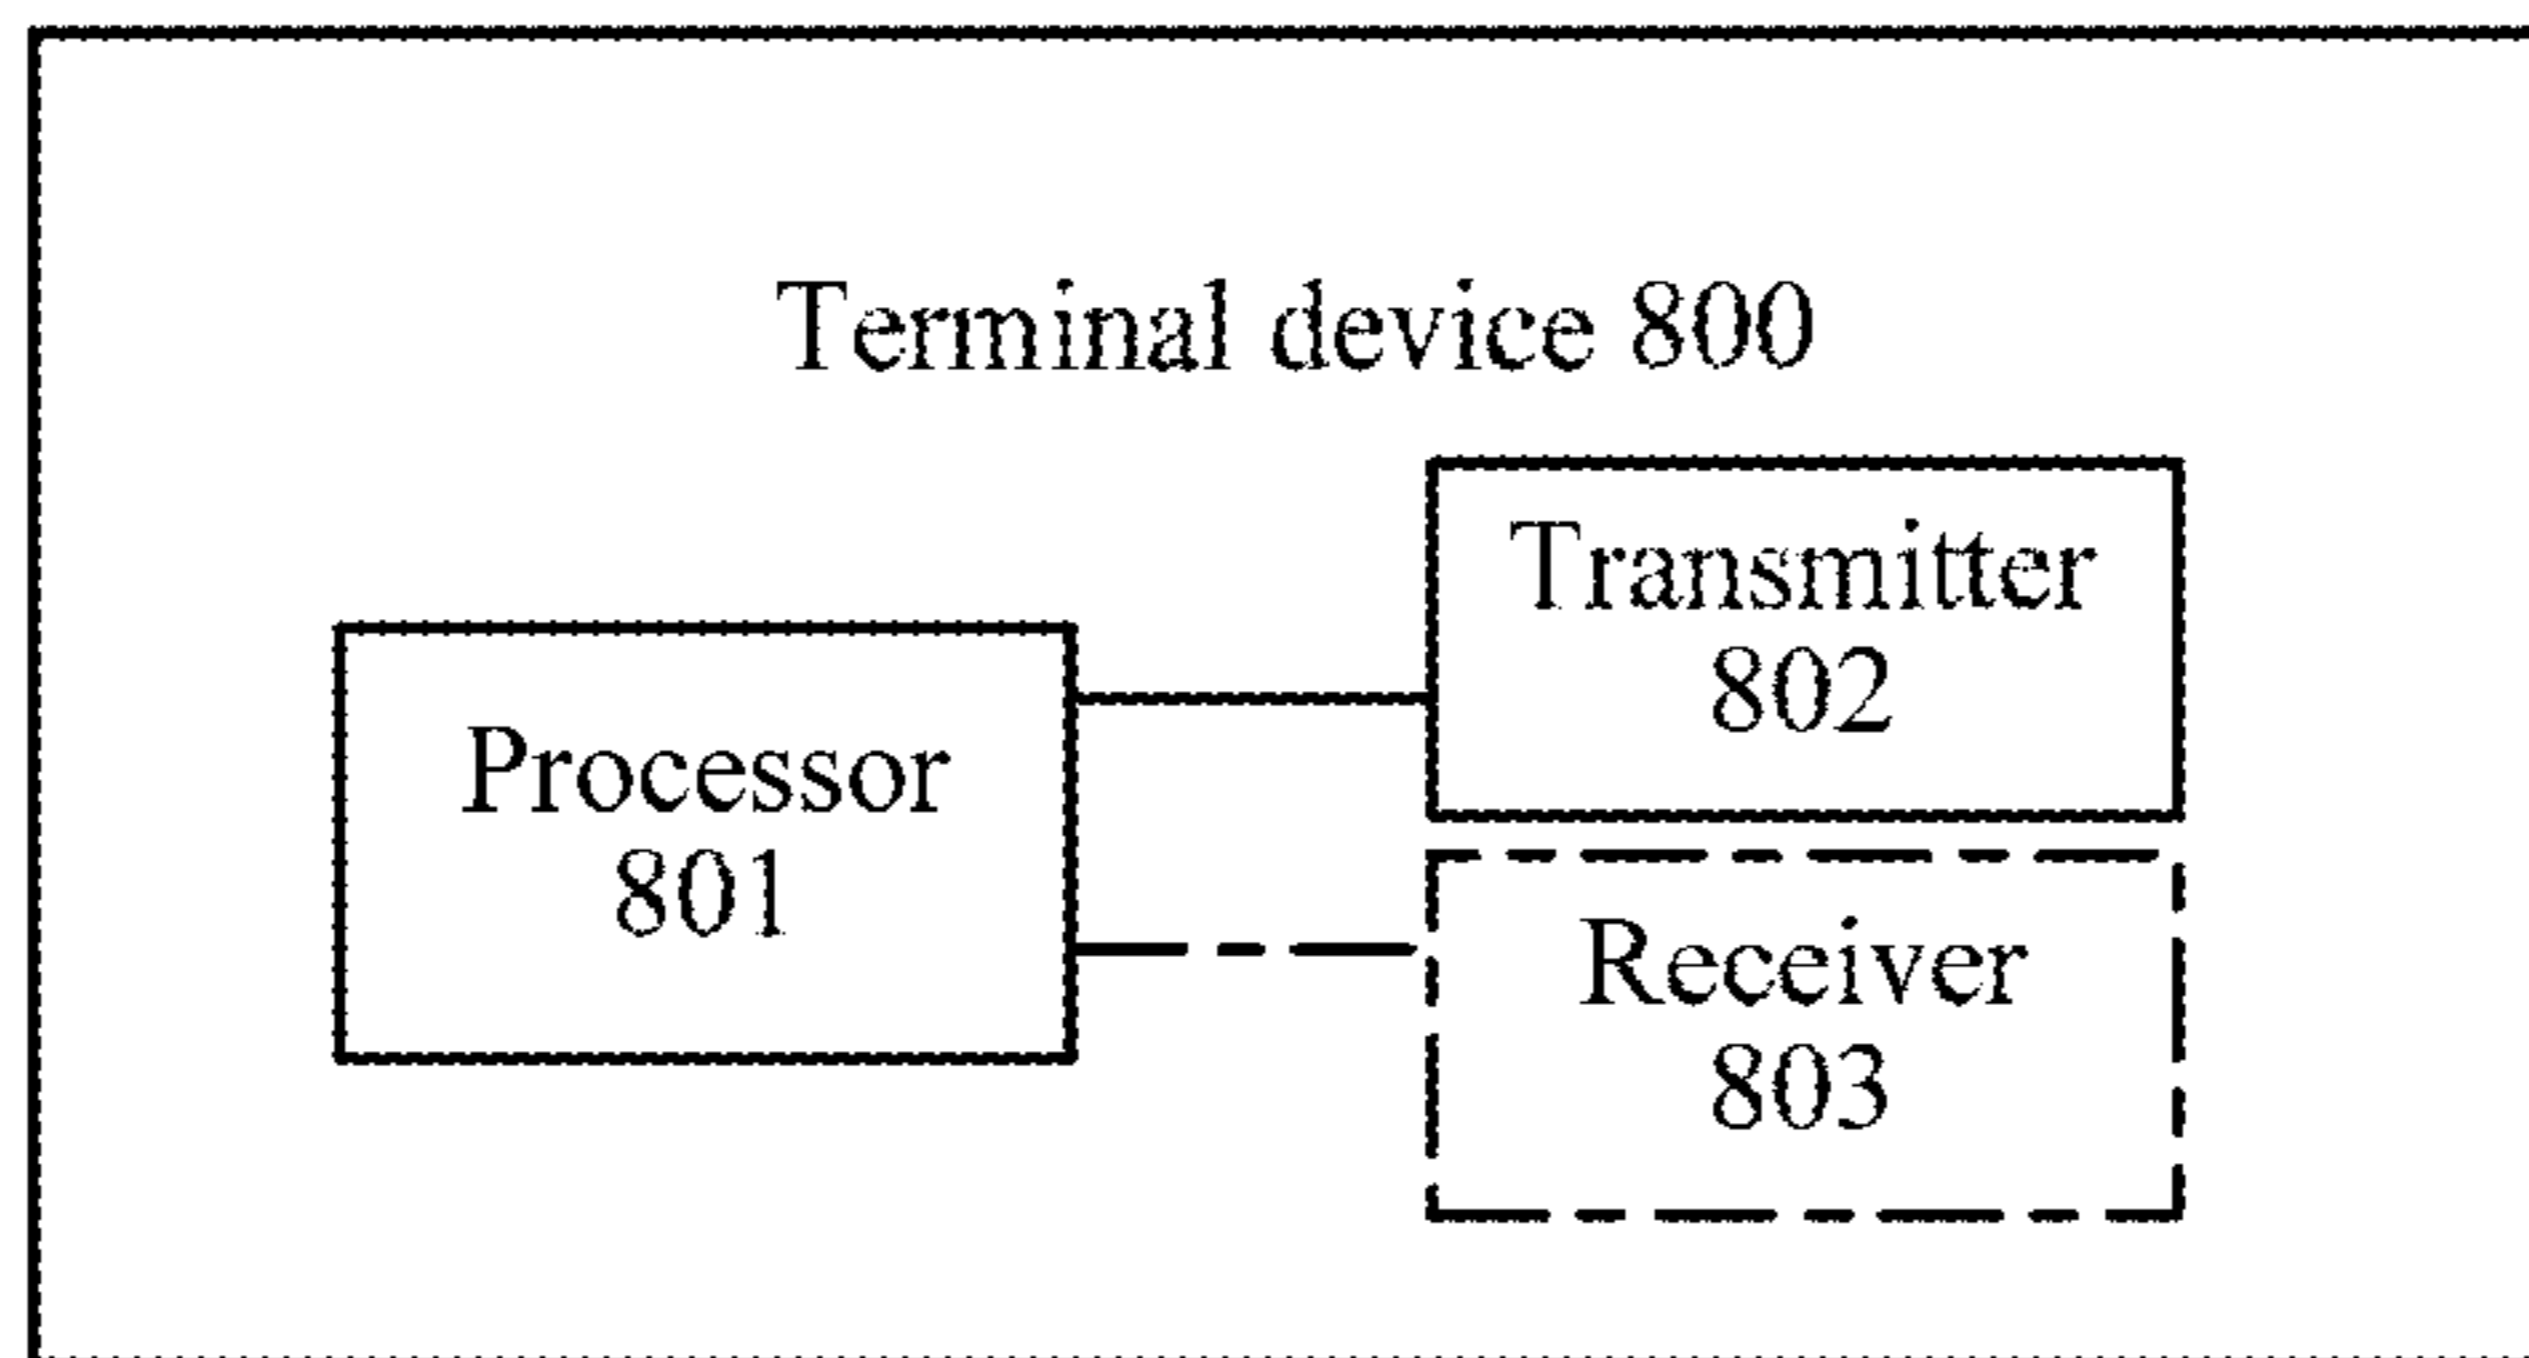 Terminal device 800
Transmitter
802
Processor
801
Receiver
803